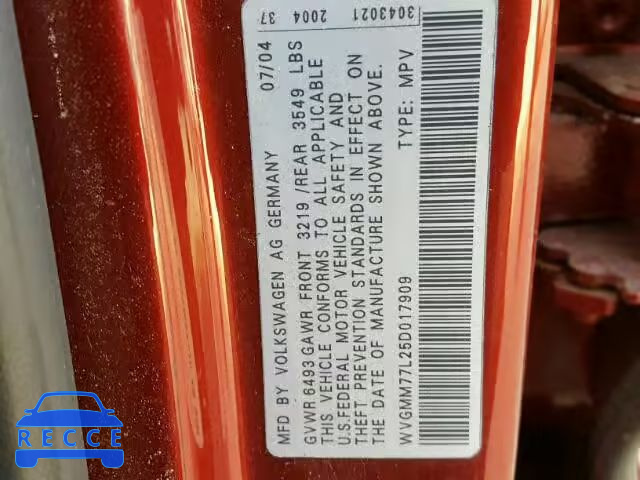 37 2004 3043021
MFD BY VOLKSWAGEN AG GERMANY 07/04
GVWR 6493 GAWR FRONT 3219 /REAR 3549 LBS
THIS VEHICLE CONFORMS TO ALL APPLICABLE
U.S.FEDERAL MOTOR VEHICLE SAFETY AND
THEFT PREVENTION STANDARDS IN EFFECT ON
THE DATE OF MANUFACTURE SHOWN ABOVE.
WVGMM77L25D017909 TYPE: MPV
RECCE